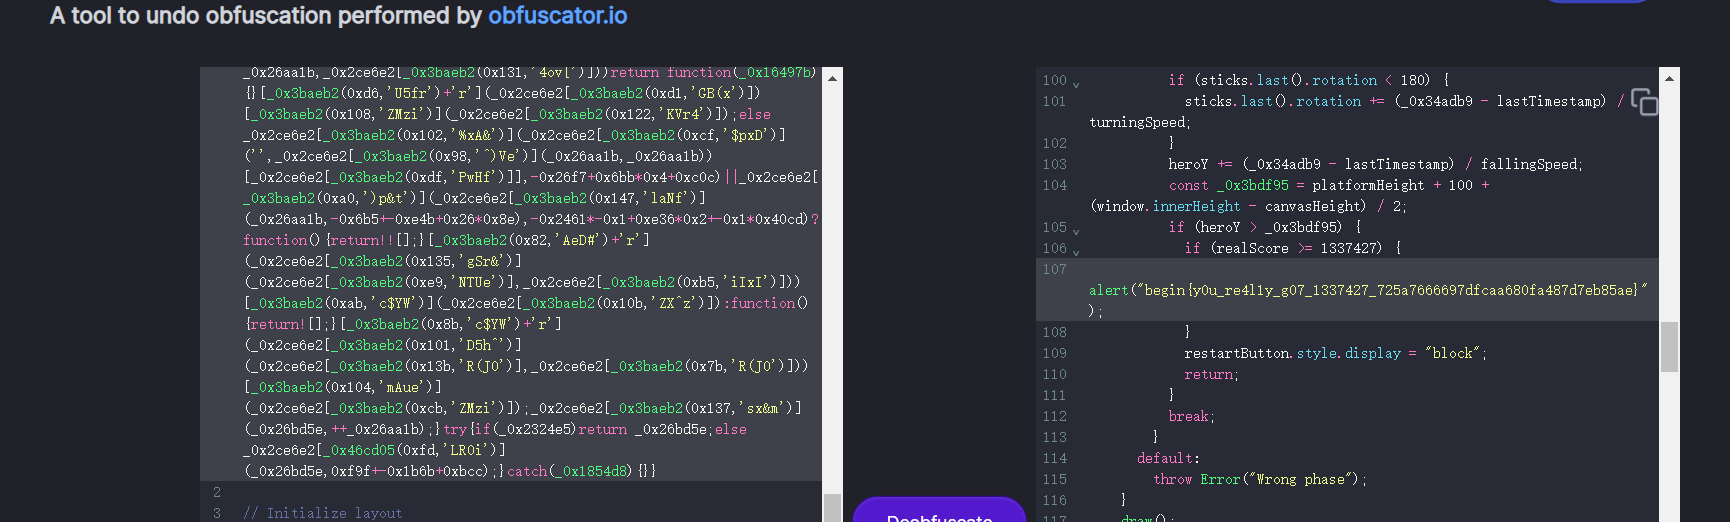 A tool to undo obfuscation performed by obfuscator.io
_0x26aa1b,_0x2ce6e2[_0x3baeb2(0x131,'4ov[')]))return function(_0x16497b)
{}[_0x3baeb2(0xd6,'U5fr')+'r'](_0x2ce6e2[_0x3baeb2(0xd1,'GB(x')])
[_0x3baeb2(0x108,'ZMzi')](_0x2ce6e2[_0x3baeb2(0x122,'KVr4')]);else
_0x2ce6e2[_0x3baeb2(0x102,'%xA&')](_0x2ce6e2[_0x3baeb2(0xcf,'$pxD')]
('',_0x2ce6e2[_0x3baeb2(0x98,'^)Ve')](_0x26aa1b,_0x26aa1b))
[_0x2ce6e2[_0x3baeb2(0xdf,'PwHf')]],-0x26f7+0x6bb*0x4+0xc0c)||_0x2ce6e2[
_0x3baeb2(0xa0,')p&t')](_0x2ce6e2[_0x3baeb2(0x147,'laNf')]
(_0x26aa1b,-0x6b5+-0xe4b+0x26*0x8e),-0x2461*-0x1+0xe36*0x2+-0x1*0x40cd)?
function(){return!![];}[_0x3baeb2(0x82,'AeD#')+'r']
(_0x2ce6e2[_0x3baeb2(0x135,'gSr&')]
(_0x2ce6e2[_0x3baeb2(0xe9,'NTUe')],_0x2ce6e2[_0x3baeb2(0xb5,'iIxI')]))
[_0x3baeb2(0xab,'c$YW')](_0x2ce6e2[_0x3baeb2(0x10b,'ZX^z')]):function()
{return![];}[_0x3baeb2(0x8b,'c$YW')+'r']
(_0x2ce6e2[_0x3baeb2(0x101,'D5h^')]
(_0x2ce6e2[_0x3baeb2(0x13b,'R(J0')],_0x2ce6e2[_0x3baeb2(0x7b,'R(J0')]))
[_0x3baeb2(0x104,'mAue')]
(_0x2ce6e2[_0x3baeb2(0xcb,'ZMzi')]);_0x2ce6e2[_0x3baeb2(0x137,'sx&m')]
(_0x26bd5e,++_0x26aa1b);}try{if(_0x2324e5)return _0x26bd5e;else
_0x2ce6e2[_0x46cd05(0xfd,'LROi')]
(_0x26bd5e,0xf9f+-0x1b6b+0xbcc);}catch(_0x1854d8){}}
2
3 // Initialize layout
Deobfuscate
100 if (sticks.last().rotation < 180) {
101 sticks.last().rotation += (_0x34adb9 - lastTimestamp) /
turningSpeed;
102 }
103 heroY += (_0x34adb9 - lastTimestamp) / fallingSpeed;
104 const _0x3bdf95 = platformHeight + 100 +
(window.innerHeight - canvasHeight) / 2;
105 if (heroY > _0x3bdf95) {
106 if (realScore >= 1337427) {
107
alert("begin{y0u_re4l1y_g07_1337427_725a7666697dfcaa680fa487d7eb85ae}"
);
108 }
109 restartButton.style.display = "block";
110 return;
111 }
112 break;
113 }
114 default:
115 throw Error("Wrong phase");
116 }
117 draw();